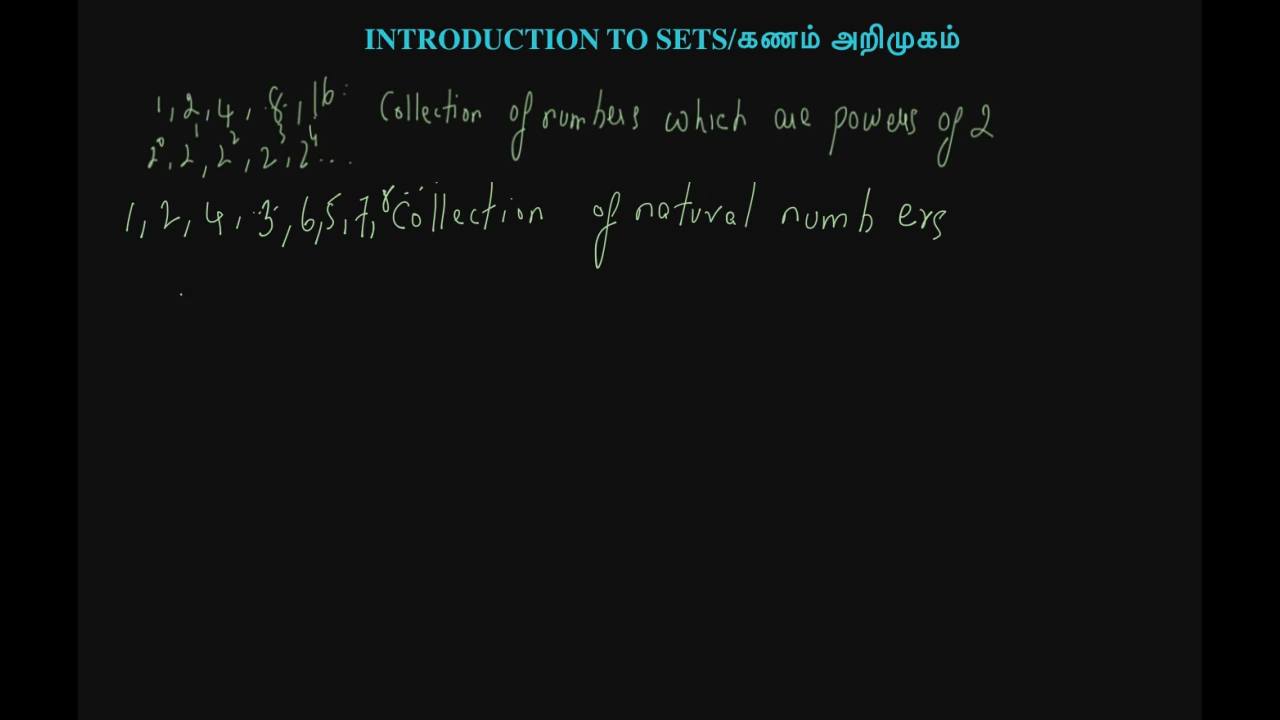 INTRODUCTION TO SETS/கணம் அறிமுகம்
1, 2, 4, 8, 16 Collection of numbers which are powers of 2
2⁰, 2¹, 2², 2³, 2⁴...
1, 2, 4, 3, 6, 5, 7, 8... Collection of natural numbers